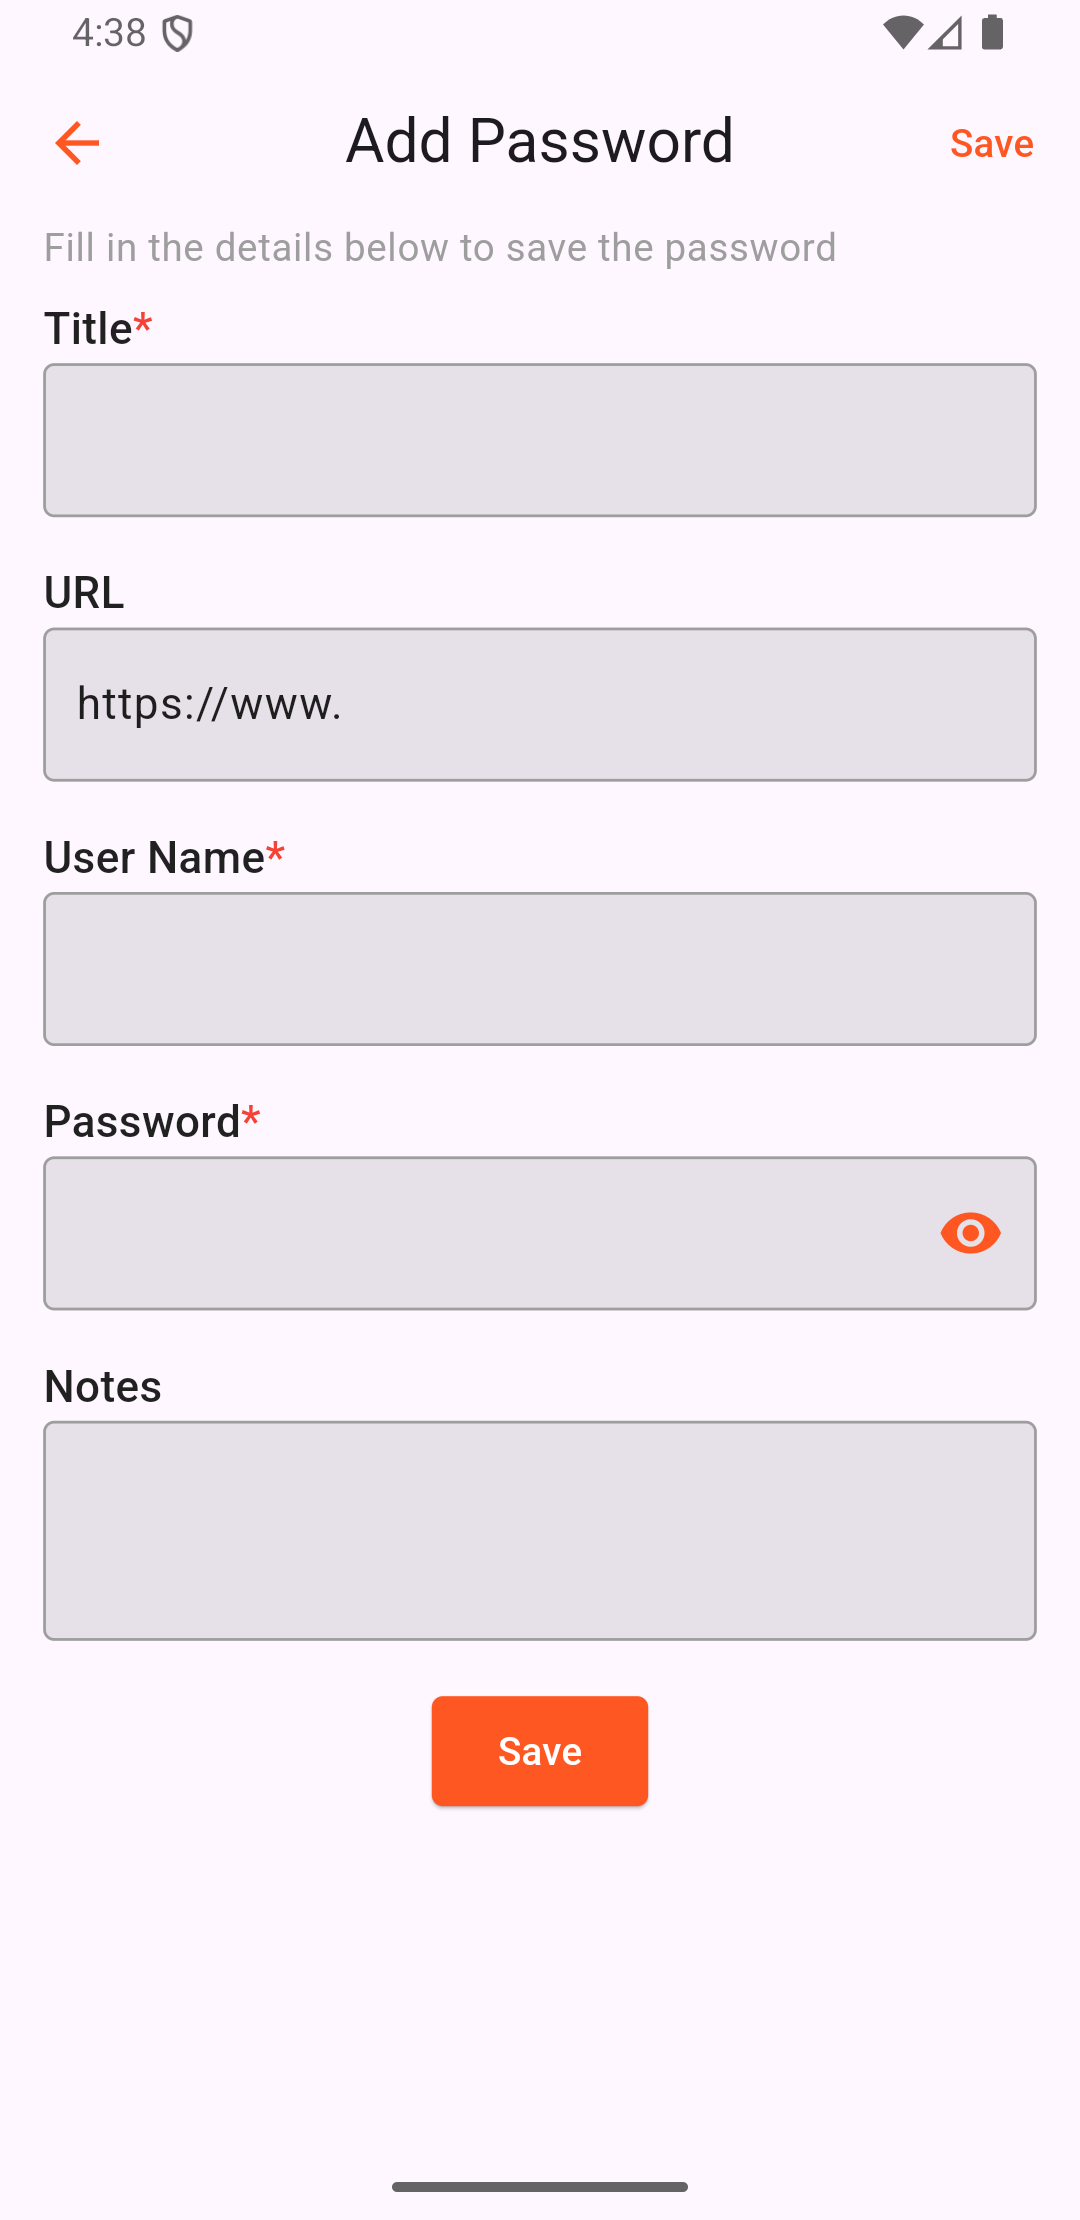 4:38
Add Password
Save
Fill in the details below to save the password
Title*
URL
https://www.
User Name*
Password*
Notes
Save